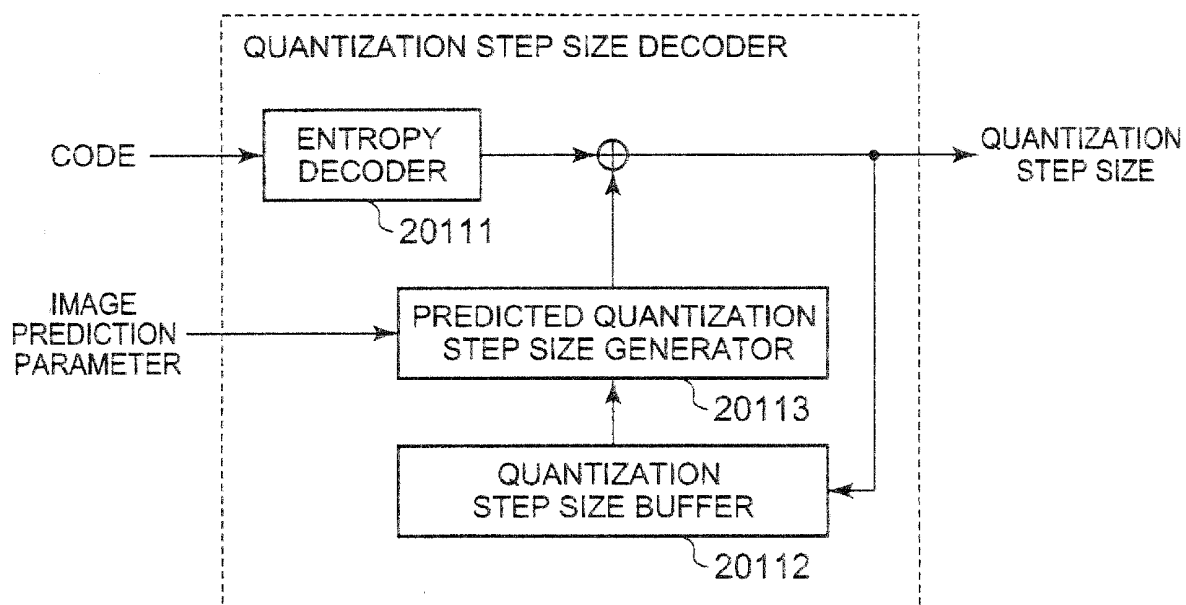 QUANTIZATION STEP SIZE DECODER
CODE
ENTROPY
DECODER
20111
QUANTIZATION
STEP SIZE
IMAGE
PREDICTION
PARAMETER
PREDICTED QUANTIZATION
STEP SIZE GENERATOR
20113
QUANTIZATION
STEP SIZE BUFFER
20112